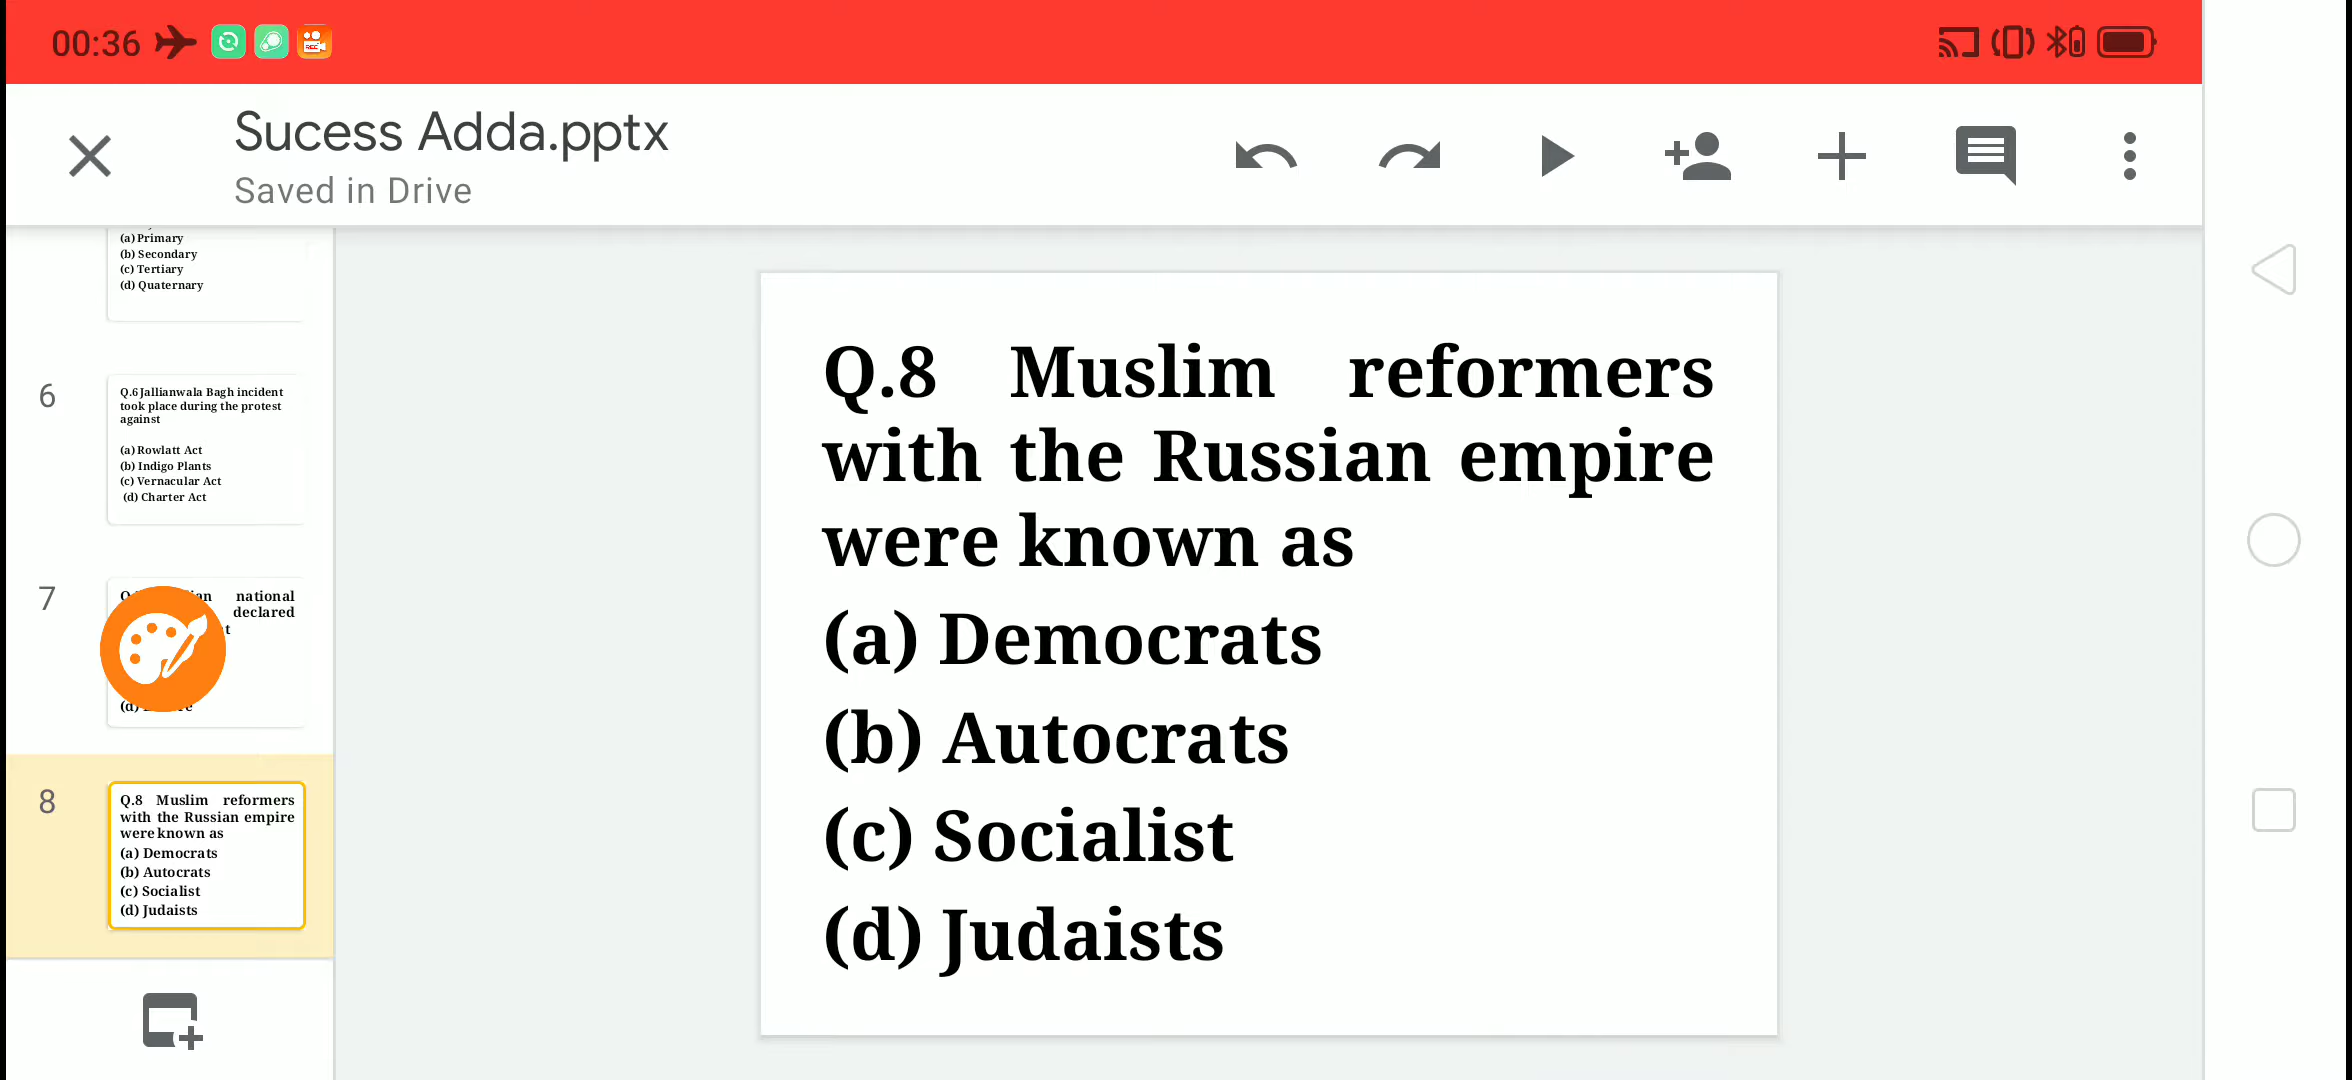 00:36
REC
Sucess Adda.pptx
Saved in Drive
(a) Primary
(b) Secondary
(c) Tertiary
(d) Quaternary
6
Q.6 Jallianwala Bagh incident
took place during the protest
against
(a) Rowlatt Act
(b) Indigo Plants
(c) Vernacular Act
(d) Charter Act
7
national
declared
(d)
8
Q.8 Muslim reformers
with the Russian empire
were known as
(a) Democrats
(b) Autocrats
(c) Socialist
(d) Judaists
Q.8 Muslim reformers
with the Russian empire
were known as
(a) Democrats
(b) Autocrats
(c) Socialist
(d) Judaists